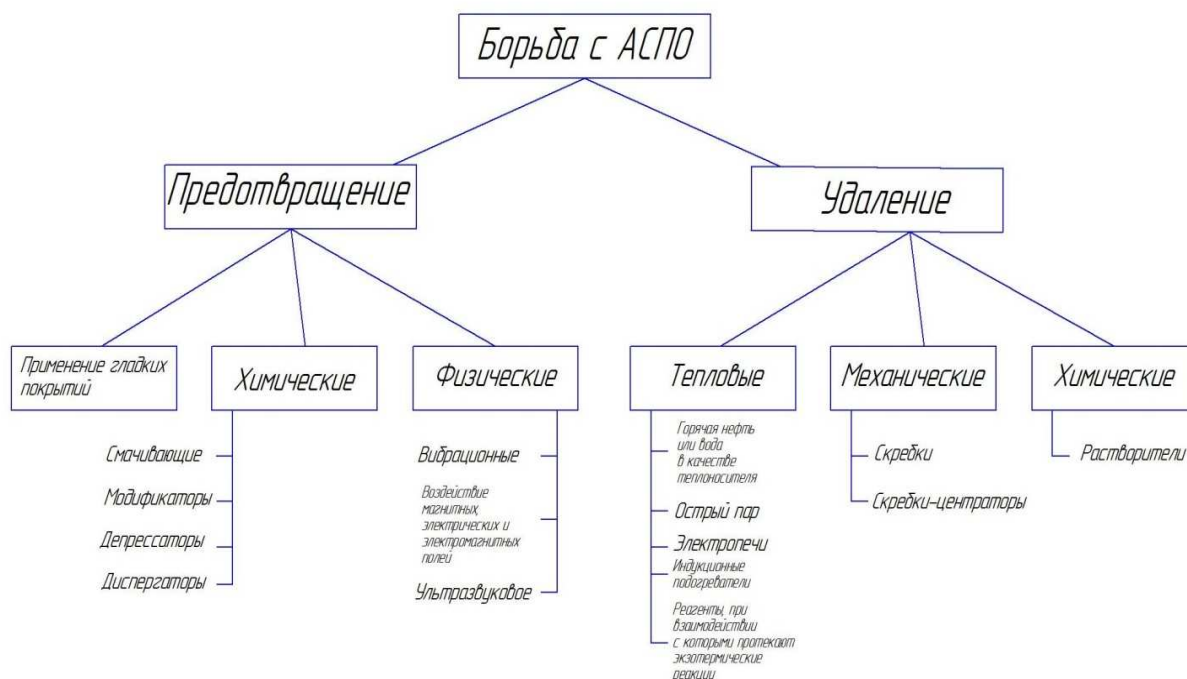 Борьба с АСПО
Предотвращение
Удаление
Применение гладких
покрытий
Химические
Физические
Тепловые
Механические
Химические
Смачивающие
Модификаторы
Депрессаторы
Диспергаторы
Вибрационные
Воздействие
магнитных,
электрических и
электромагнитных
полей
Ультразвуковое
Горячая нефть
или вода
в качестве
теплоносителя
Острый пар
Электропечи
Индукционные
подогреватели
Реагенты, при
взаимодействии
с которыми протекают
экзотермические
реакции
Скребки
Скребки-центраторы
Растворители